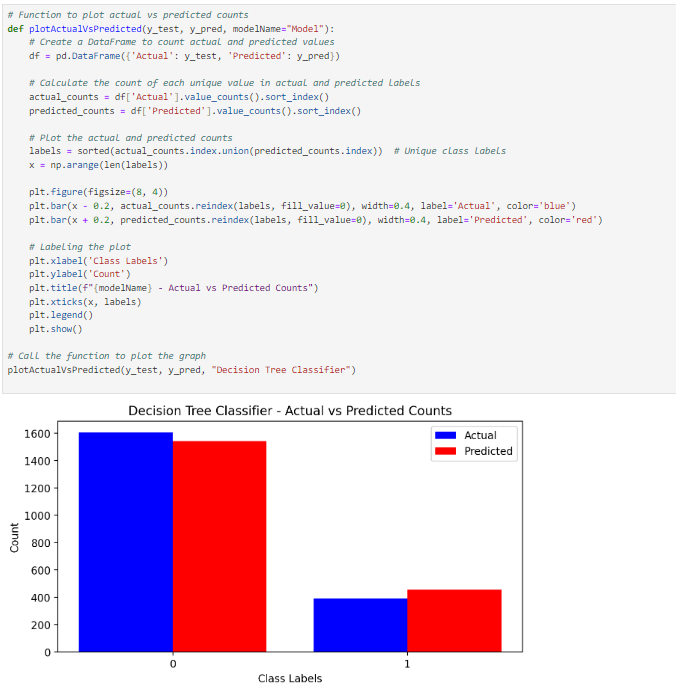 # Function to plot actual vs predicted counts
def plotActualVsPredicted(y_test, y_pred, modelName="Model"):
    # Create a DataFrame to count actual and predicted values
    df = pd.DataFrame({'Actual': y_test, 'Predicted': y_pred})

    # Calculate the count of each unique value in actual and predicted labels
    actual_counts = df['Actual'].value_counts().sort_index()
    predicted_counts = df['Predicted'].value_counts().sort_index()

    # Plot the actual and predicted counts
    labels = sorted(actual_counts.index.union(predicted_counts.index))  # Unique class labels
    x = np.arange(len(labels))

    plt.figure(figsize=(8, 4))
    plt.bar(x - 0.2, actual_counts.reindex(labels, fill_value=0), width=0.4, label='Actual', color='blue')
    plt.bar(x + 0.2, predicted_counts.reindex(labels, fill_value=0), width=0.4, label='Predicted', color='red')

    # Labeling the plot
    plt.xlabel('Class Labels')
    plt.ylabel('Count')
    plt.title(f"{modelName} - Actual vs Predicted Counts")
    plt.xticks(x, labels)
    plt.legend()
    plt.show()

# Call the function to plot the graph
plotActualVsPredicted(y_test, y_pred, "Decision Tree Classifier")

Decision Tree Classifier - Actual vs Predicted Counts
Actual
Predicted
Count
1600
1400
1200
1000
800
600
400
200
0
0
1
Class Labels